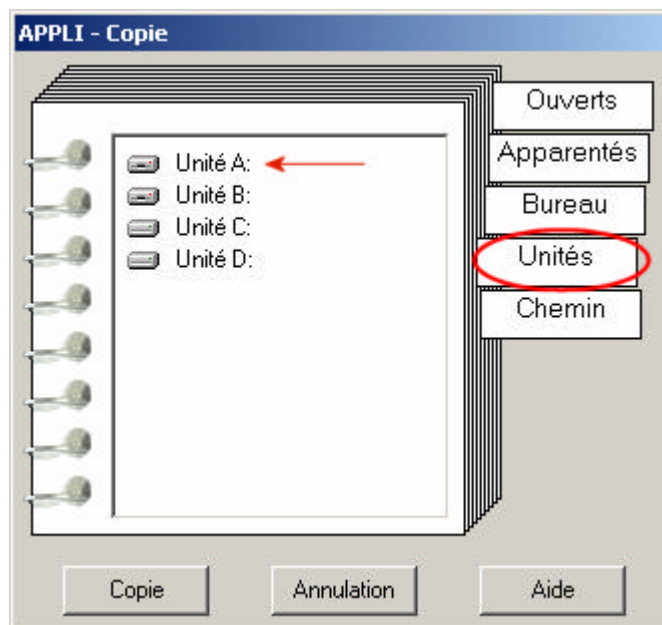 APPLI - Copie
Ouverts
Apparentés
Bureau
Unités
Chemin
Unité A:
Unité B:
Unité C:
Unité D:
Copie
Annulation
Aide